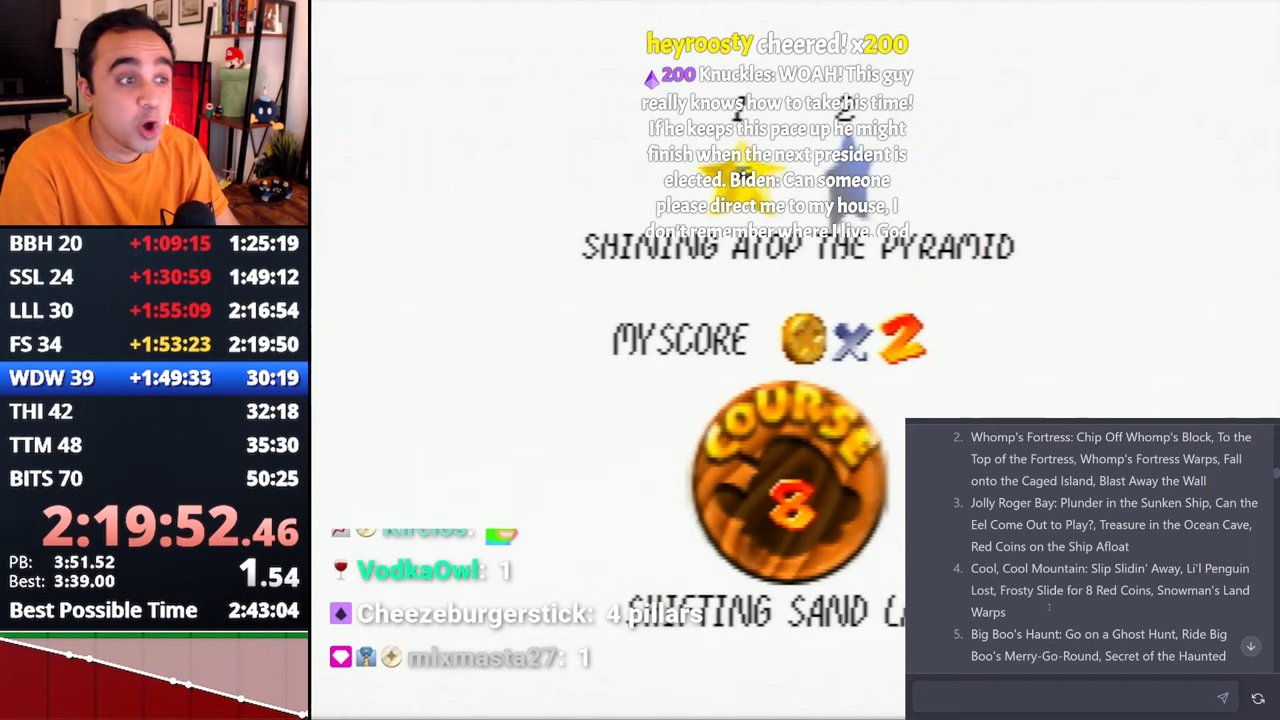 heyroosty cheered! x200
200 Knuckles: WOAH! This guy
really knows how to take his time!
If he keeps this pace up he might
finish when the next president is
elected. Biden: Can someone
please direct me to my house, I
don't remember where I live. God
1 2
SHINING ATOP THE PYRAMID
MY SCORE x 2
COURSE
8
SHIFTING SAND L
BBH 20 +1:09:15 1:25:19
SSL 24 +1:30:59 1:49:12
LLL 30 +1:55:09 2:16:54
FS 34 +1:53:23 2:19:50
WDW 39 +1:49:33 30:19
THI 42 32:18
TTM 48 35:30
BITS 70 50:25
2:19:52.46
PB: 3:51.52
Best: 3:39.00
1.54
Best Possible Time 2:43:04
VodkaOwl: 1
Cheezeburgerstick: 4 pillars
mixmasta27: 1
2. Whomp's Fortress: Chip Off Whomp's Block, To the
Top of the Fortress, Whomp's Fortress Warps, Fall
onto the Caged Island, Blast Away the Wall
3. Jolly Roger Bay: Plunder in the Sunken Ship, Can the
Eel Come Out to Play?, Treasure in the Ocean Cave,
Red Coins on the Ship Afloat
4. Cool, Cool Mountain: Slip Slidin' Away, Li'l Penguin
Lost, Frosty Slide for 8 Red Coins, Snowman's Land
Warps
5. Big Boo's Haunt: Go on a Ghost Hunt, Ride Big
Boo's Merry-Go-Round, Secret of the Haunted